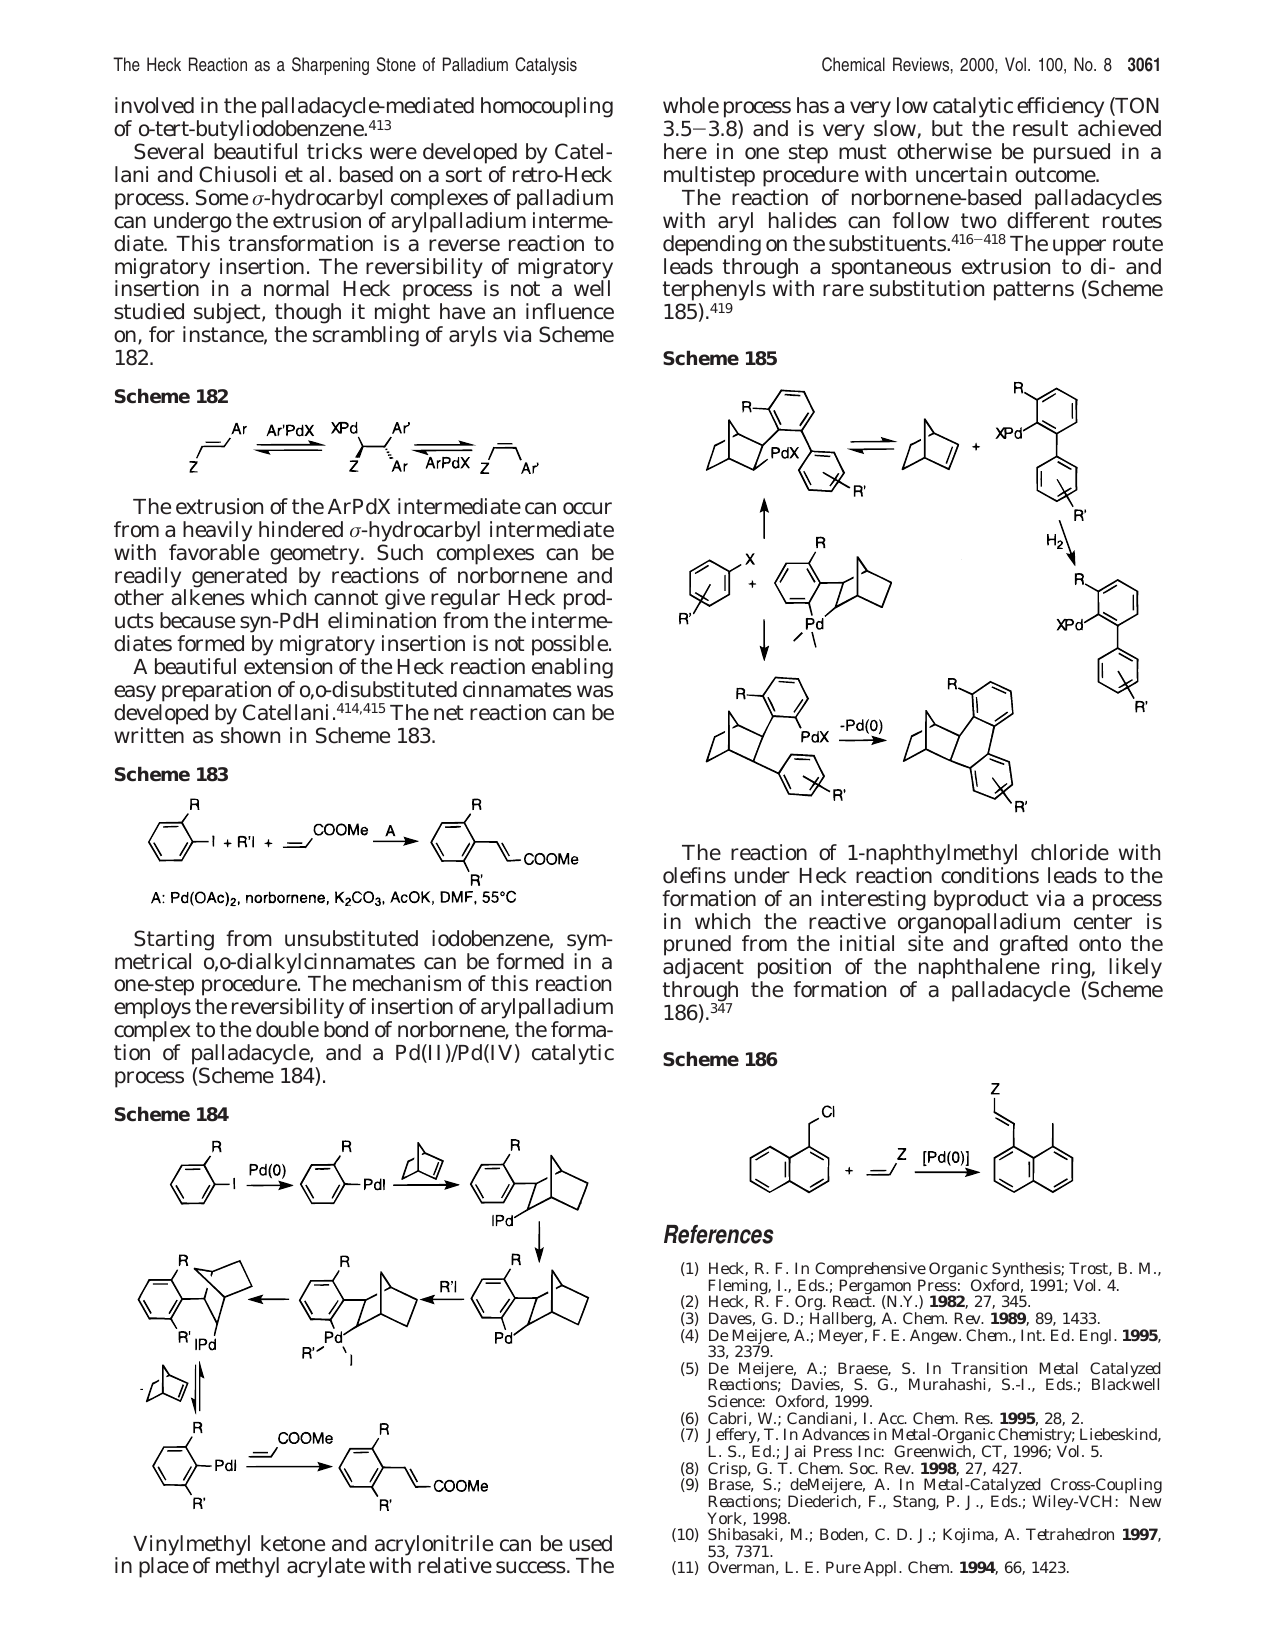 The Heck Reaction as a Sharpening Stone of Palladium Catalysis
Chemical Reviews, 2000, Vol. 100, No. 8 3061
involved in the palladacycle-mediated homocoupling
of o-tert-butyliodobenzene.413
Several beautiful tricks were developed by Catel-
lani and Chiusoli et al. based on a sort of retro-Heck
process. Some σ-hydrocarbyl complexes of palladium
can undergo the extrusion of arylpalladium interme-
diate. This transformation is a reverse reaction to
migratory insertion. The reversibility of migratory
insertion in a normal Heck process is not a well
studied subject, though it might have an influence
on, for instance, the scrambling of aryls via Scheme
182.
Scheme 182
Ar Ar'PdX XPd Ar'
Z Z Ar ArPdX Z Ar'
The extrusion of the ArPdX intermediate can occur
from a heavily hindered σ-hydrocarbyl intermediate
with favorable geometry. Such complexes can be
readily generated by reactions of norbornene and
other alkenes which cannot give regular Heck prod-
ucts because syn-PdH elimination from the interme-
diates formed by migratory insertion is not possible.
A beautiful extension of the Heck reaction enabling
easy preparation of o,o-disubstituted cinnamates was
developed by Catellani.414,415 The net reaction can be
written as shown in Scheme 183.
Scheme 183
R R
I + R'I + COOMe A COOMe
R'
A: Pd(OAc)2, norbornene, K2CO3, AcOK, DMF, 55°C
Starting from unsubstituted iodobenzene, sym-
metrical o,o-dialkylcinnamates can be formed in a
one-step procedure. The mechanism of this reaction
employs the reversibility of insertion of arylpalladium
complex to the double bond of norbornene, the forma-
tion of palladacycle, and a Pd(II)/Pd(IV) catalytic
process (Scheme 184).
Scheme 184
R R R
I Pd(0) PdI
IPd
R R R
R'I
R' IPd Pd Pd
R' I
-
R COOMe R
PdI COOMe
R' R'
Vinylmethyl ketone and acrylonitrile can be used
in place of methyl acrylate with relative success. The
whole process has a very low catalytic efficiency (TON
3.5−3.8) and is very slow, but the result achieved
here in one step must otherwise be pursued in a
multistep procedure with uncertain outcome.
The reaction of norbornene-based palladacycles
with aryl halides can follow two different routes
depending on the substituents.416−418 The upper route
leads through a spontaneous extrusion to di- and
terphenyls with rare substitution patterns (Scheme
185).419
Scheme 185
R R
PdX + XPd
R' R'
H2
X R
+
R' Pd
R
XPd
R'
R R
PdX -Pd(0)
R' R'
The reaction of 1-naphthylmethyl chloride with
olefins under Heck reaction conditions leads to the
formation of an interesting byproduct via a process
in which the reactive organopalladium center is
pruned from the initial site and grafted onto the
adjacent position of the naphthalene ring, likely
through the formation of a palladacycle (Scheme
186).347
Scheme 186
Cl Z
+ Z [Pd(0)]
References
(1) Heck, R. F. In Comprehensive Organic Synthesis; Trost, B. M.,
Fleming, I., Eds.; Pergamon Press: Oxford, 1991; Vol. 4.
(2) Heck, R. F. Org. React. (N.Y.) 1982, 27, 345.
(3) Daves, G. D.; Hallberg, A. Chem. Rev. 1989, 89, 1433.
(4) De Meijere, A.; Meyer, F. E. Angew. Chem., Int. Ed. Engl. 1995,
33, 2379.
(5) De Meijere, A.; Braese, S. In Transition Metal Catalyzed
Reactions; Davies, S. G., Murahashi, S.-I., Eds.; Blackwell
Science: Oxford, 1999.
(6) Cabri, W.; Candiani, I. Acc. Chem. Res. 1995, 28, 2.
(7) Jeffery, T. In Advances in Metal-Organic Chemistry; Liebeskind,
L. S., Ed.; Jai Press Inc: Greenwich, CT, 1996; Vol. 5.
(8) Crisp, G. T. Chem. Soc. Rev. 1998, 27, 427.
(9) Brase, S.; deMeijere, A. In Metal-Catalyzed Cross-Coupling
Reactions; Diederich, F., Stang, P. J., Eds.; Wiley-VCH: New
York, 1998.
(10) Shibasaki, M.; Boden, C. D. J.; Kojima, A. Tetrahedron 1997,
53, 7371.
(11) Overman, L. E. Pure Appl. Chem. 1994, 66, 1423.